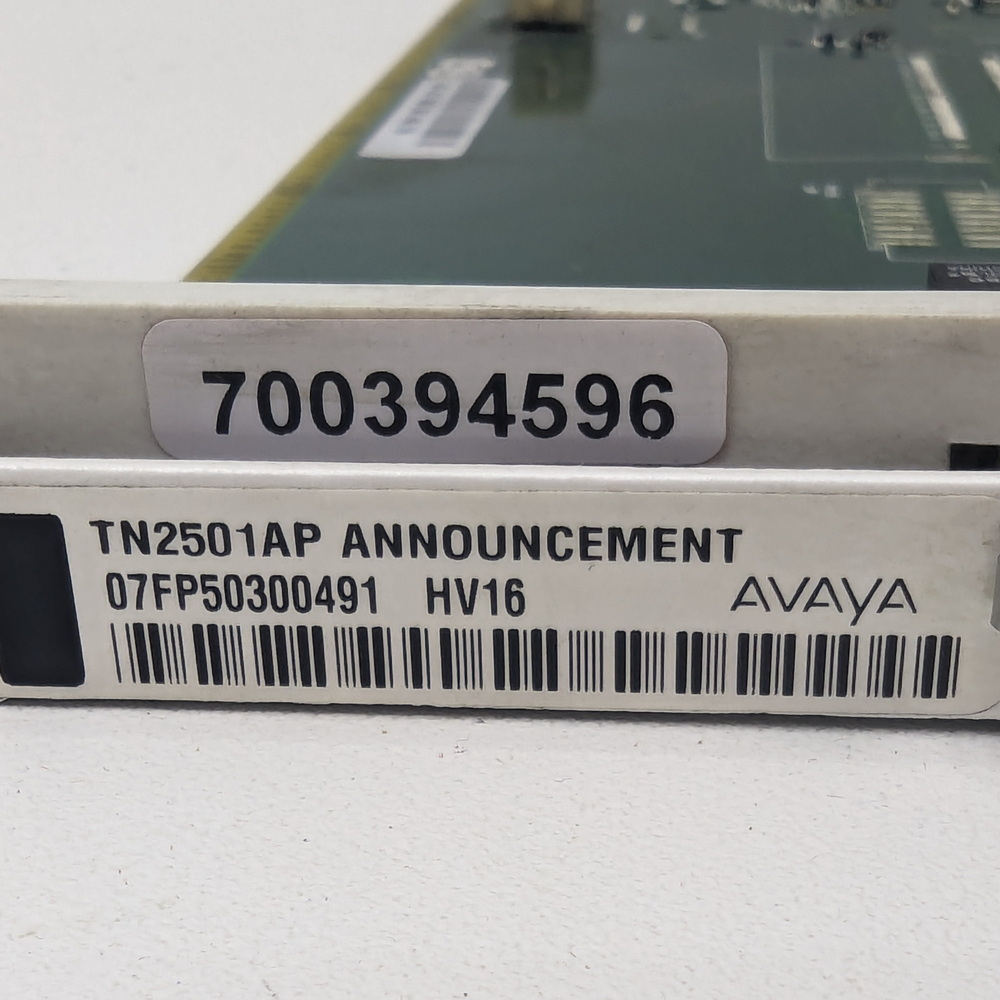 700394596
TN2501AP ANNOUNCEMENT
07FP50300491 HV16 AVAYA